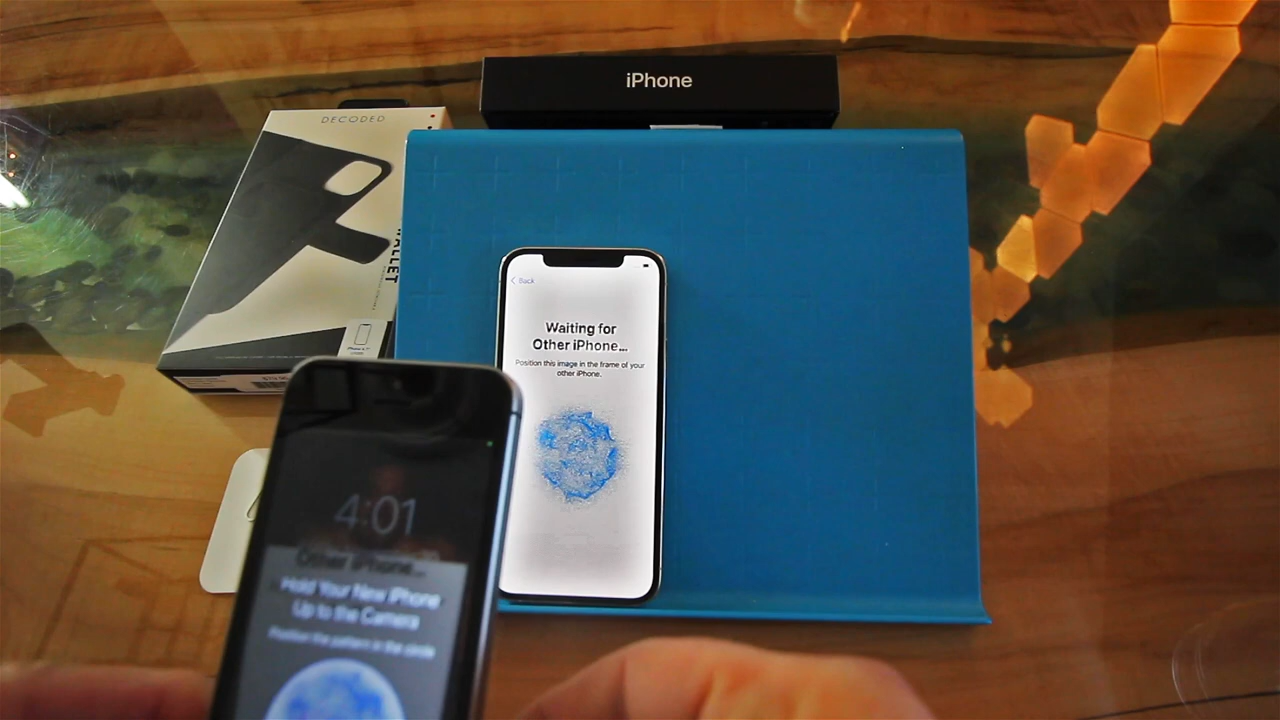 iPhone
DECODED
WALLET
Back
Waiting for
Other iPhone...
Position this image in the frame of your
other iPhone.
4:01
Other iPhone...
Hold Your New iPhone
Up to the Camera
Position the pattern in the circle